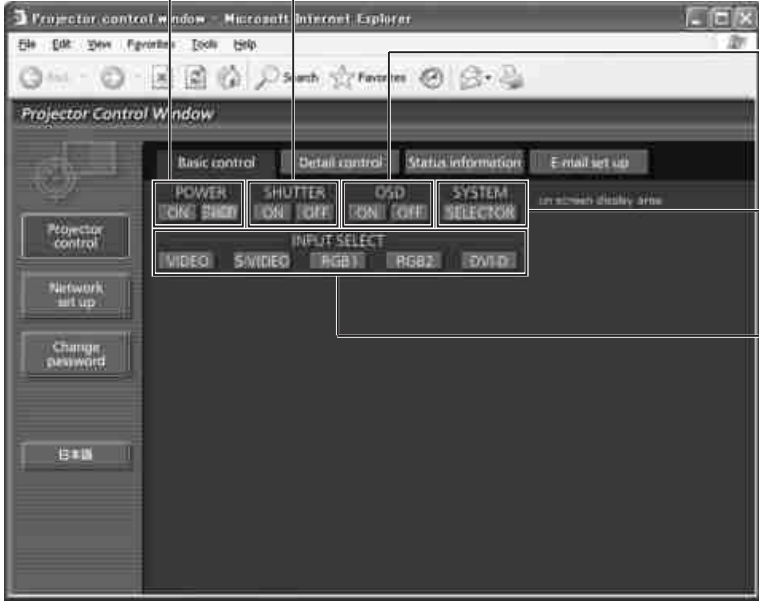 Projector control window - Microsoft Internet Explorer
File Edit View Favorites Tools Help
Search Favorites
Projector Control Window
Basic control Detail control Status information E-mail set up
POWER SHUTTER OSD SYSTEM
ON ON OFF ON OFF SELECTOR
on screen display area
INPUT SELECT
VIDEO S-VIDEO RGB1 RGB2 DVI-D
Projector
control
Network
set up
Change
password
日本語